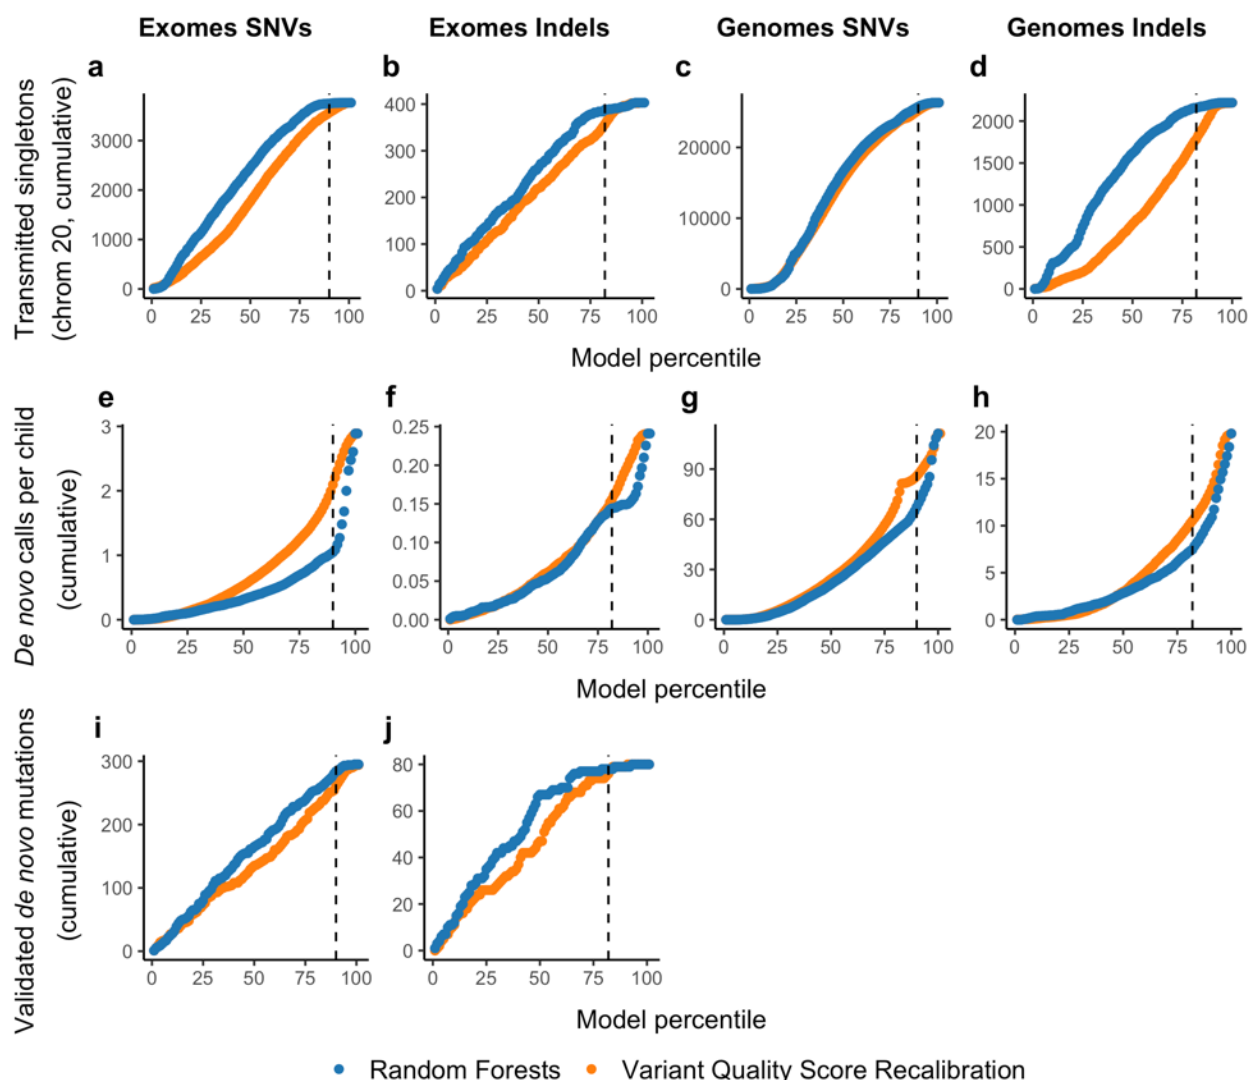 Exomes SNVs Exomes Indels Genomes SNVs Genomes Indels
a b c d
Transmitted singletons
(chrom 20, cumulative)
3000
2000
1000
0
0 25 50 75 100
400
300
200
100
0
0 25 50 75 100
20000
10000
0
0 25 50 75 100
2000
1500
1000
500
0
0 25 50 75 100
Model percentile
e f g h
De novo calls per child
(cumulative)
3
2
1
0
0 25 50 75 100
0.25
0.20
0.15
0.10
0.05
0.00
0 25 50 75 100
90
60
30
0
0 25 50 75 100
20
15
10
5
0
0 25 50 75 100
Model percentile
i j
Validated de novo mutations
(cumulative)
300
200
100
0
0 25 50 75 100
80
60
40
20
0
0 25 50 75 100
Model percentile
Random Forests Variant Quality Score Recalibration